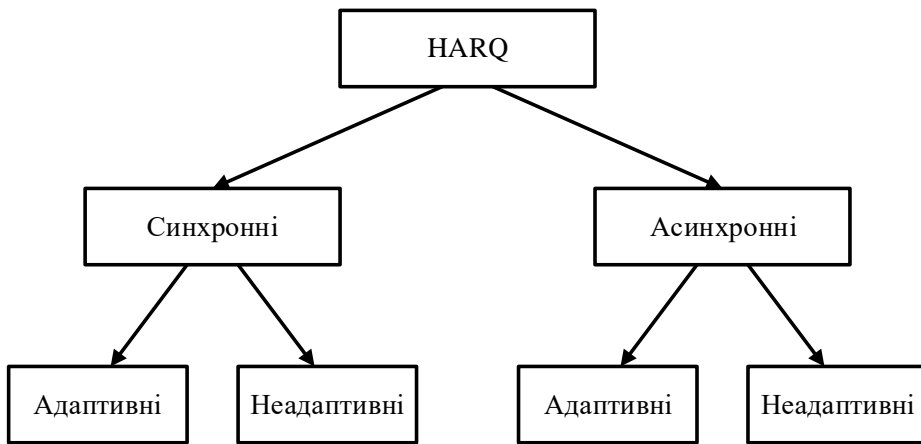 HARQ
Синхронні
Асинхронні
Адаптивні
Неадаптивні
Адаптивні
Неадаптивні